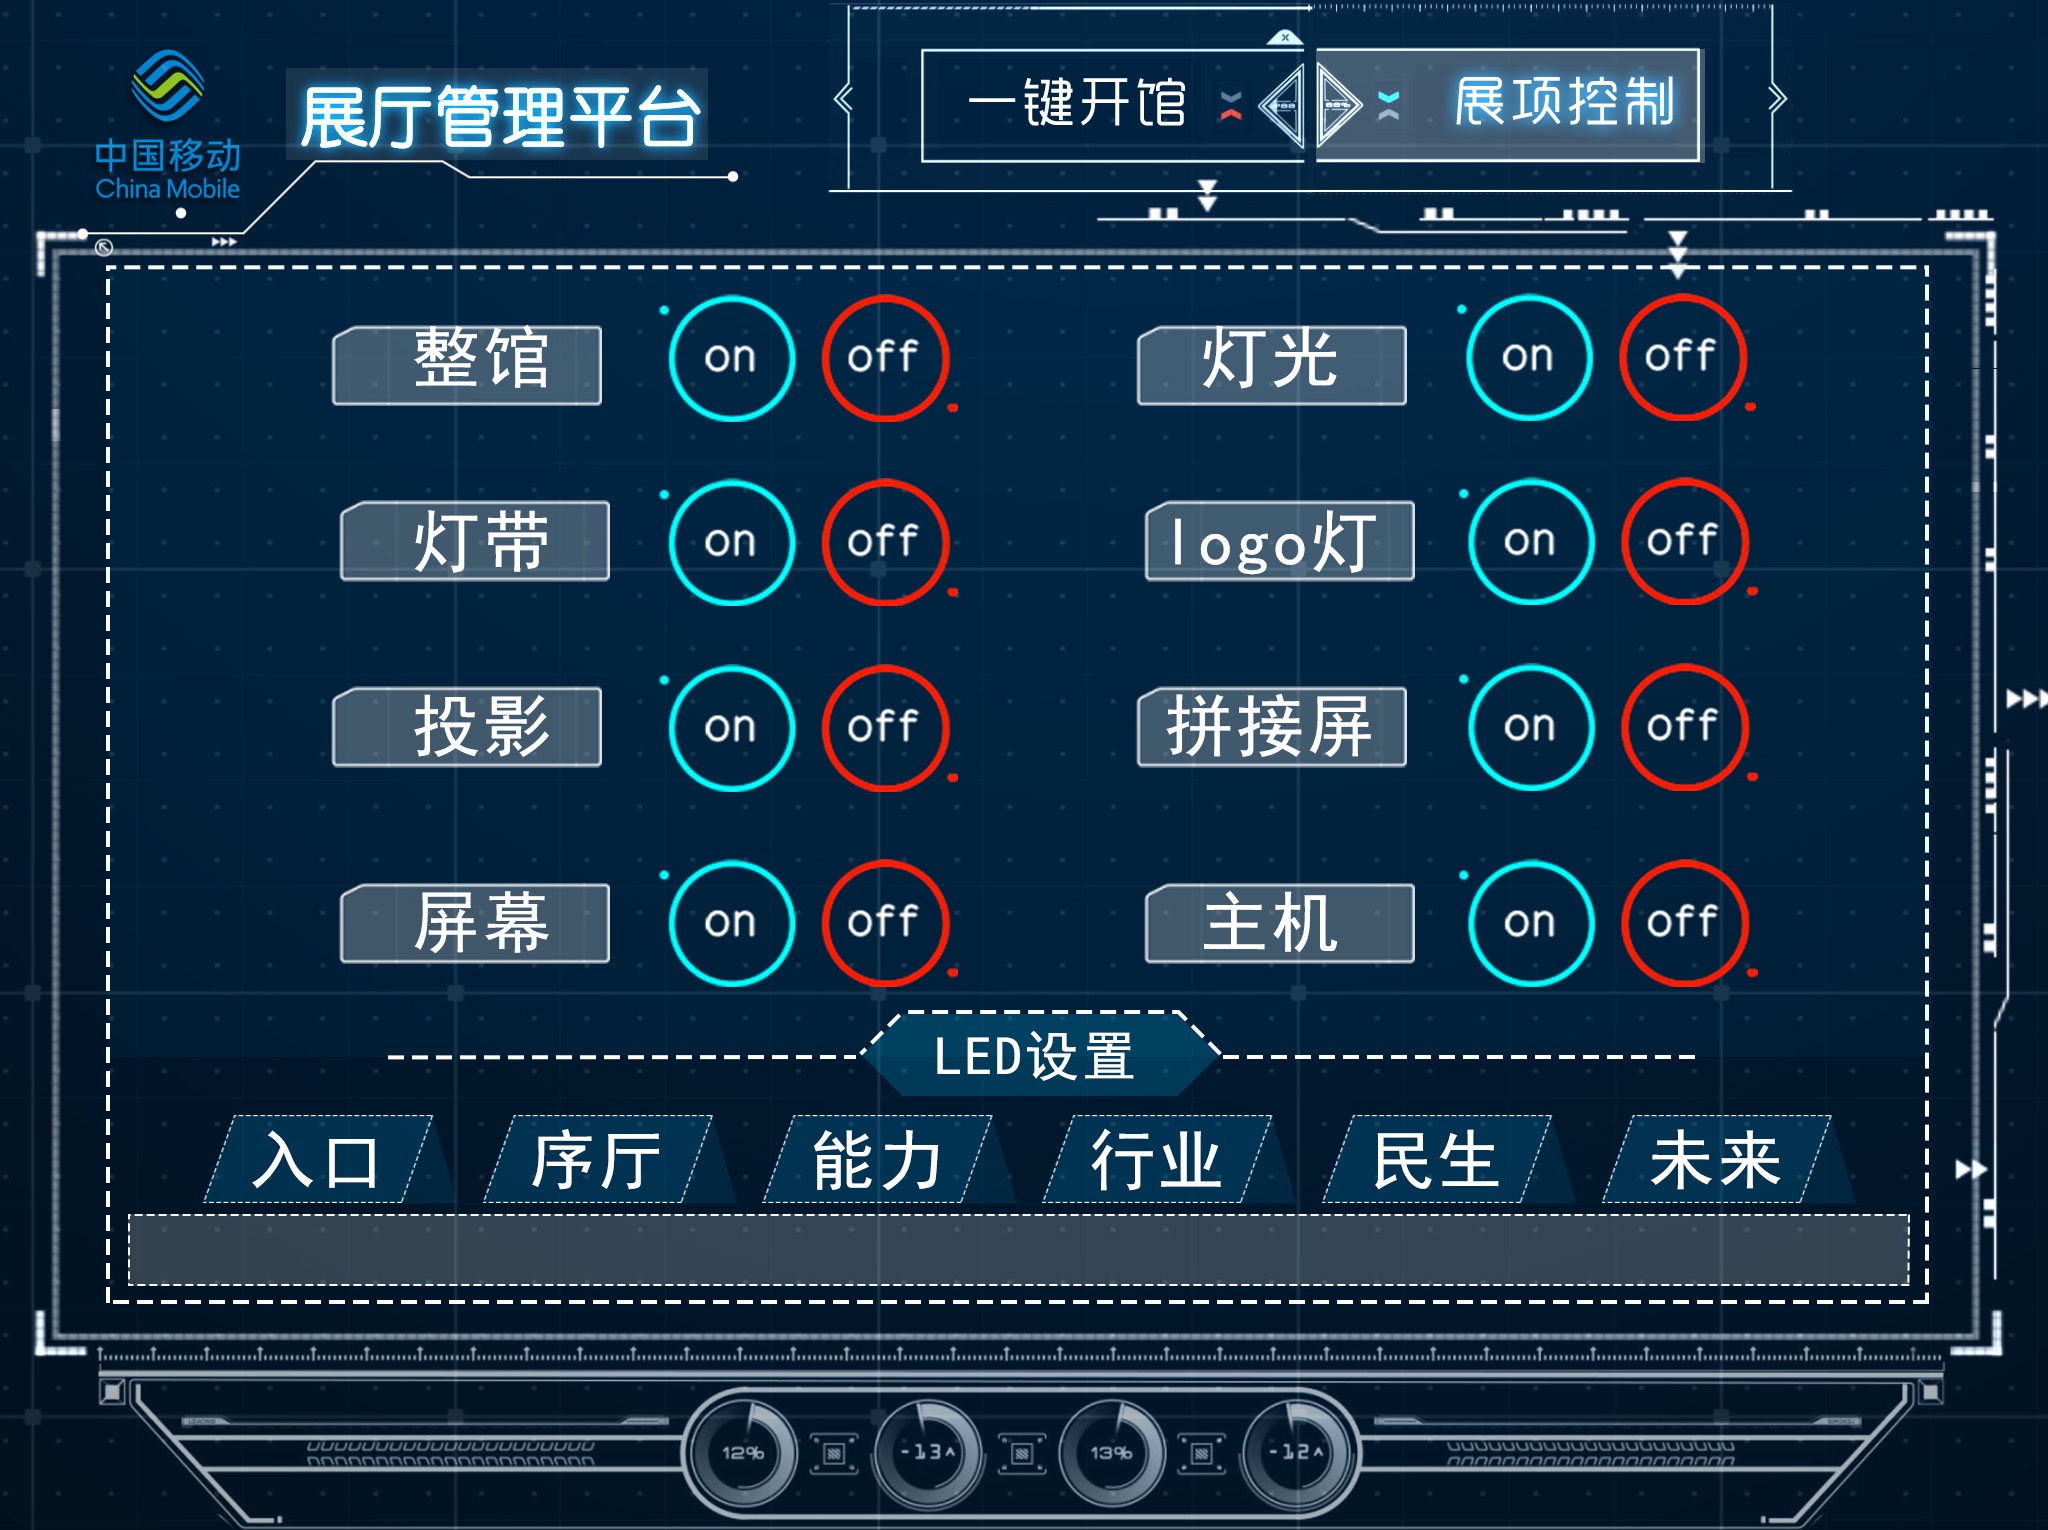 中国移动
China Mobile
展厅管理平台
一键开馆
展项控制
整馆 on off
灯光 on off
灯带 on off
logo灯 on off
投影 on off
拼接屏 on off
屏幕 on off
主机 on off
LED设置
入口 序厅 能力 行业 民生 未来
12% -13^ 13% -12^